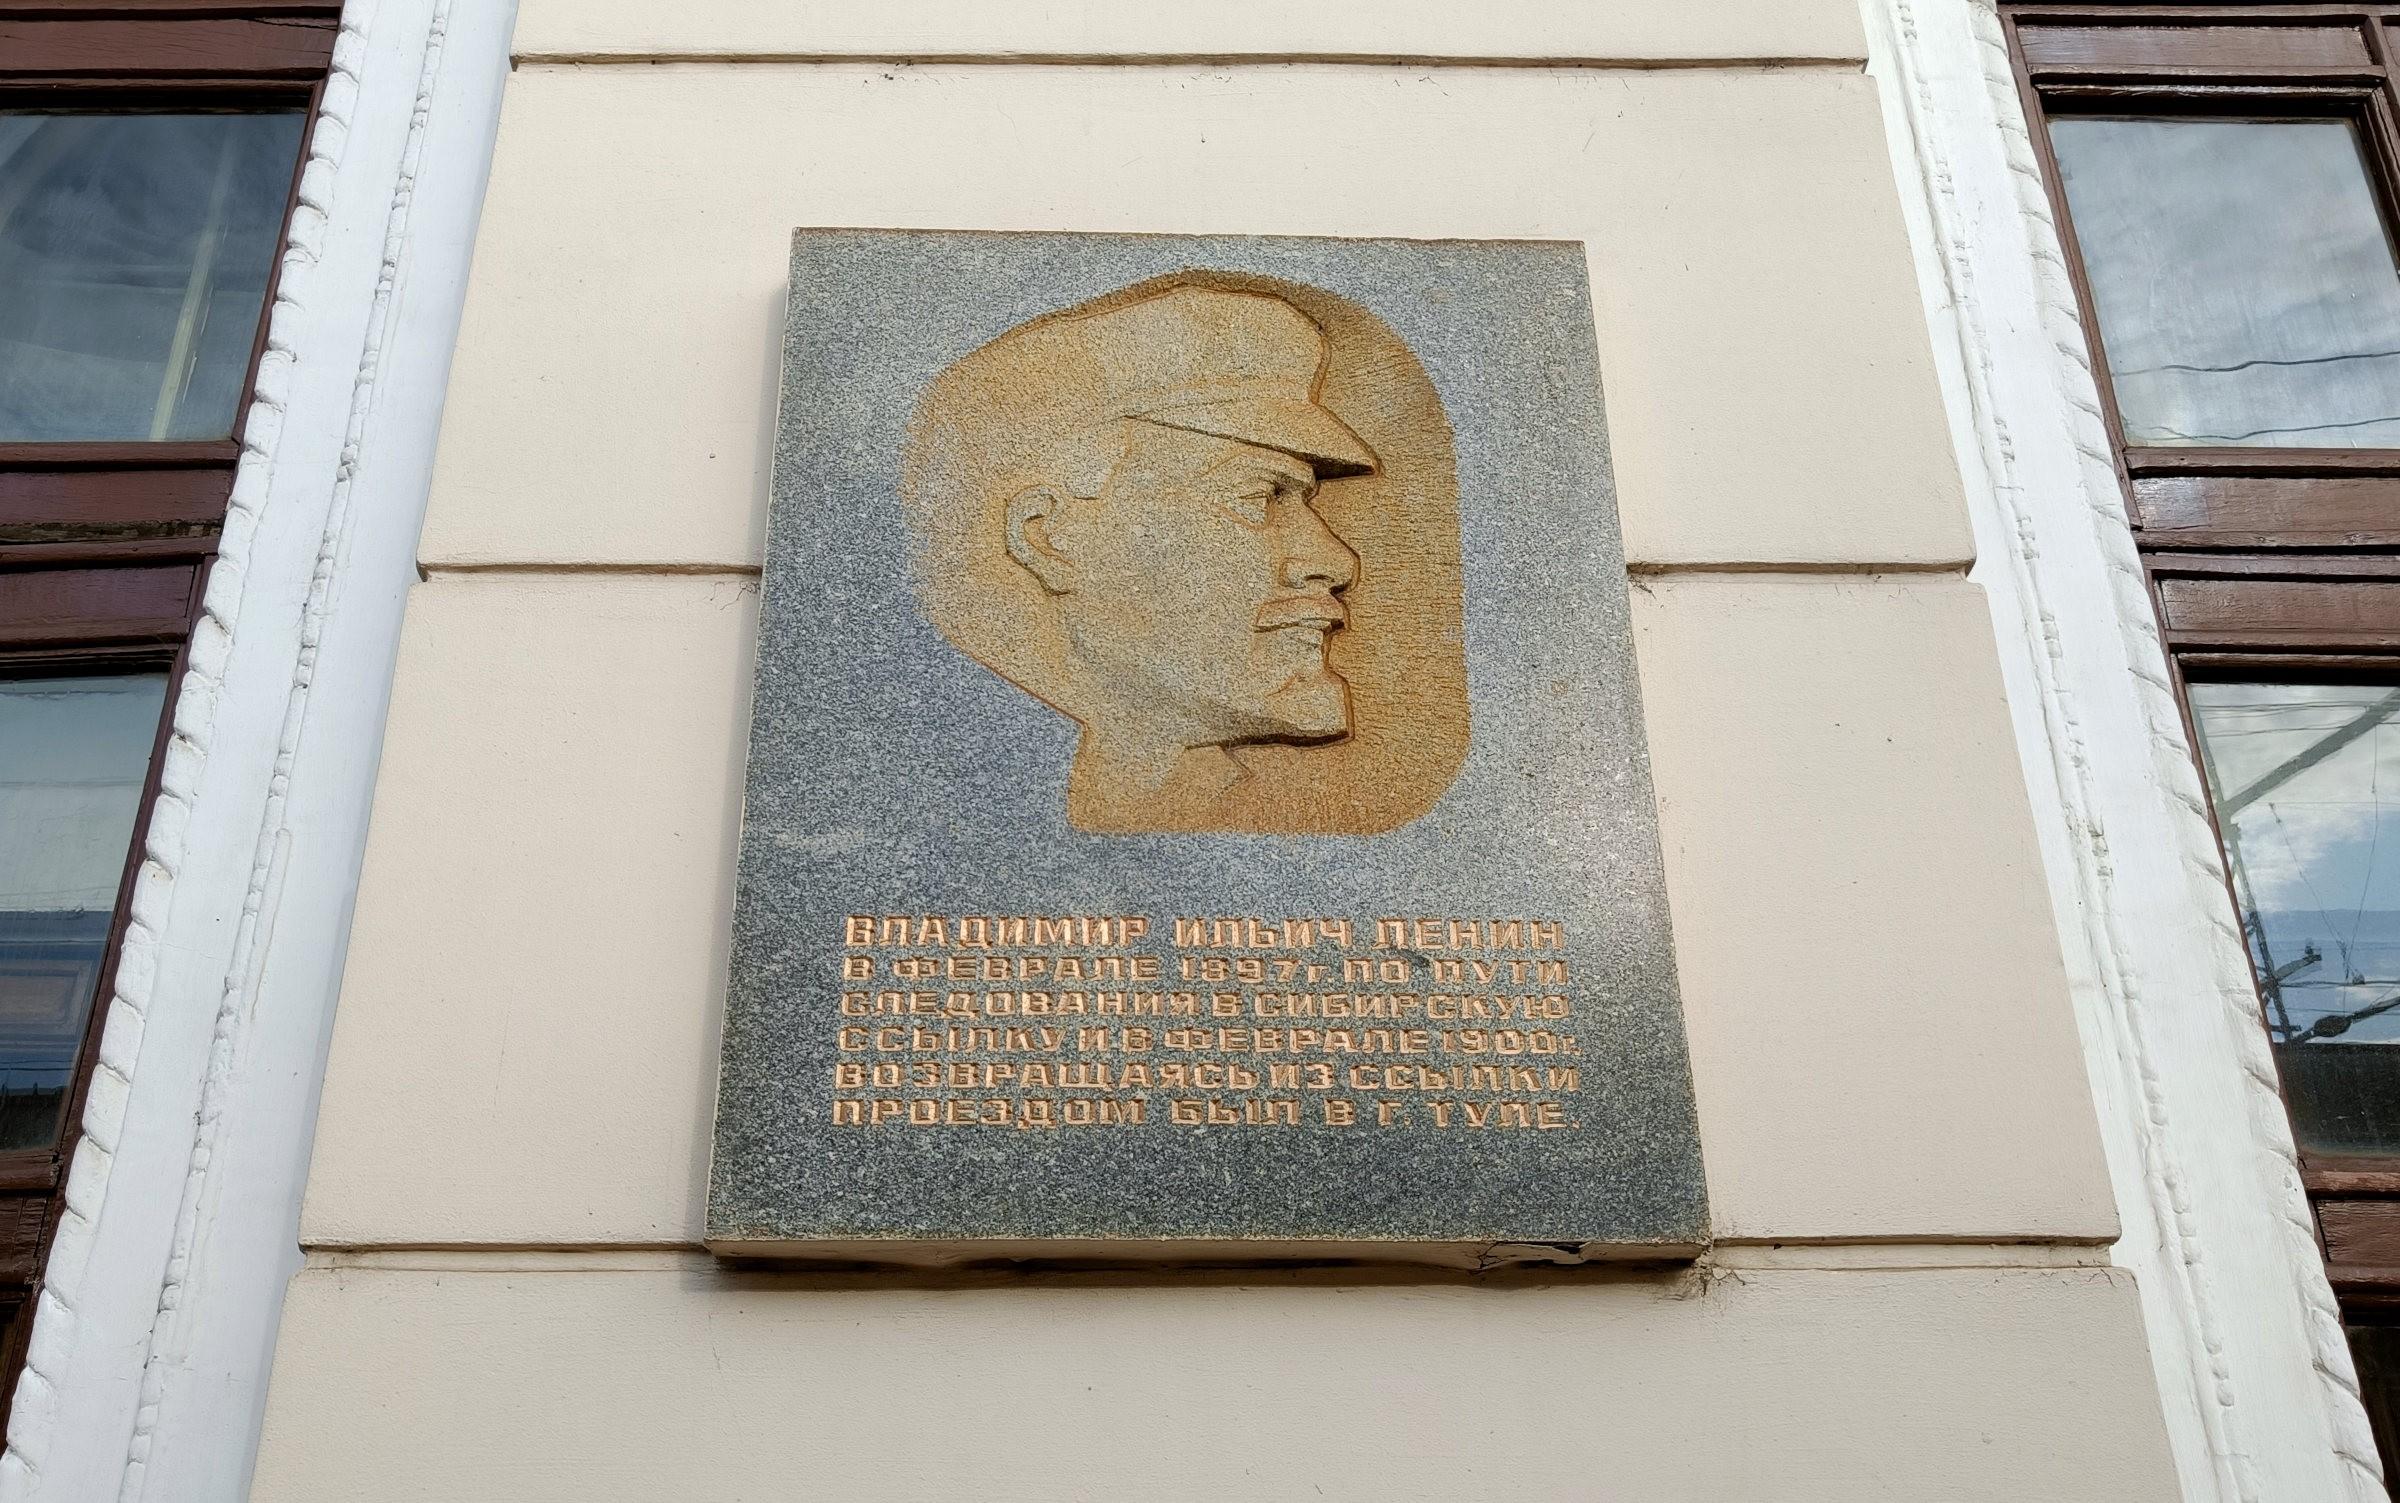 ВЛАДИМИР ИЛЬИЧ ЛЕНИН
В ФЕВРАЛЕ 1897г. ПО ПУТИ
СЛЕДОВАНИЯ В СИБИРСКУЮ
ССЫЛКУ И В ФЕВРАЛЕ 1900г.
ВОЗВРАЩАЯСЬ ИЗ ССЫЛКИ
ПРОЕЗДОМ БЫЛ В Г. ТУЛЕ.